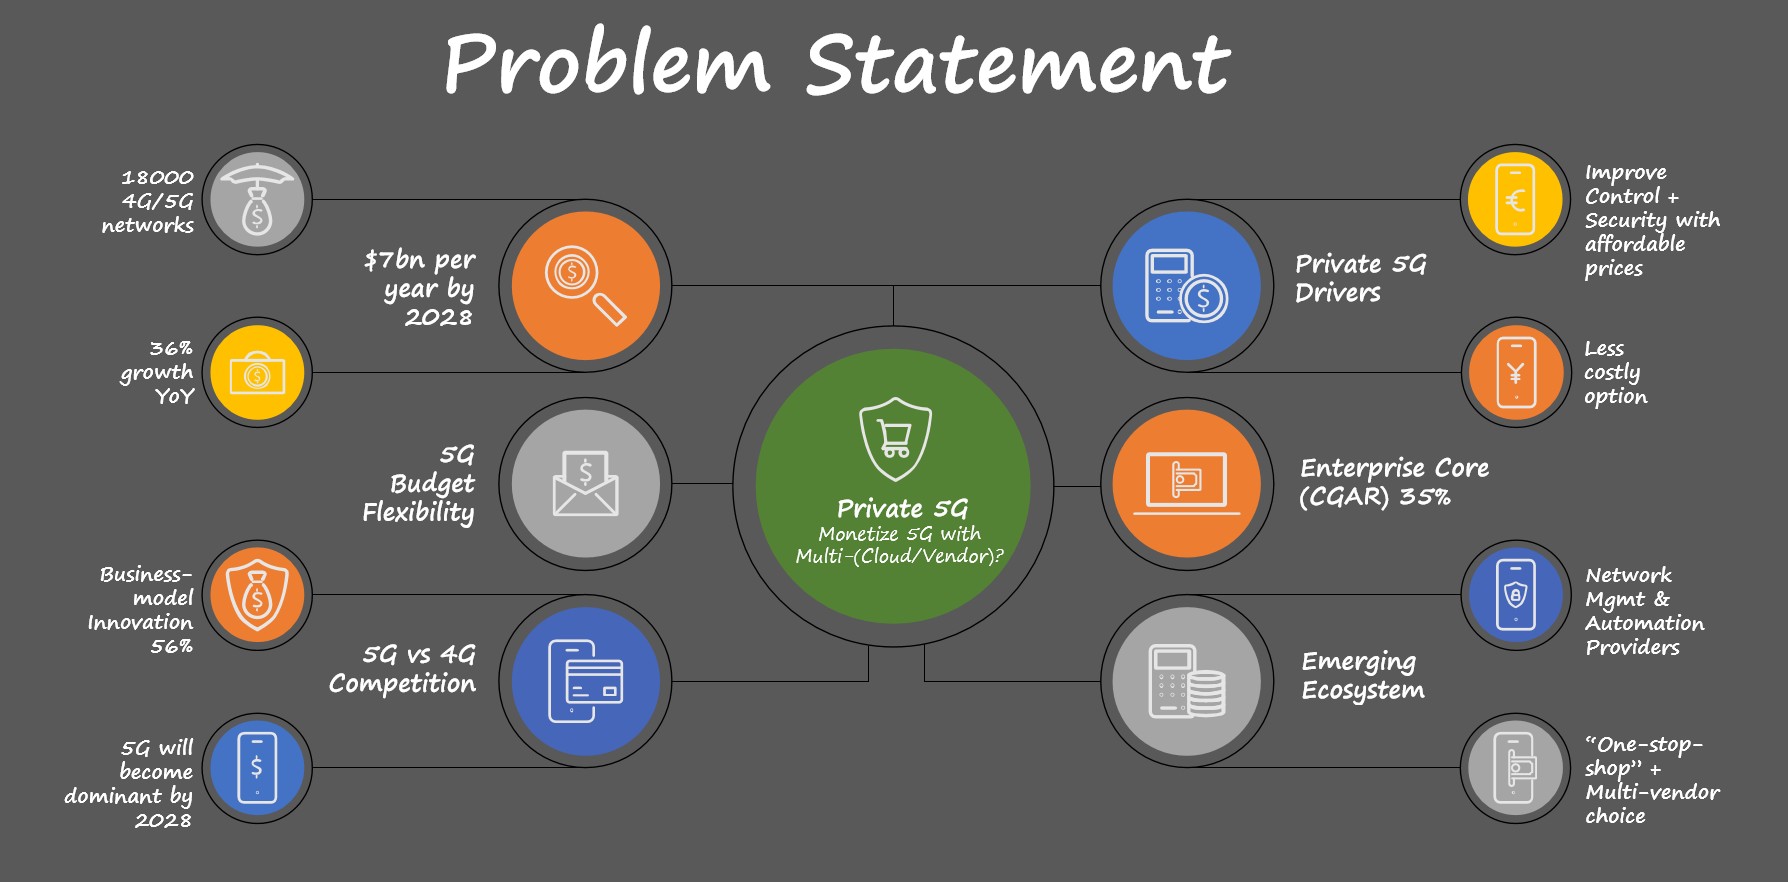 Problem Statement
18000
4G/5G
networks
$7bn per
year by
2028
36%
growth
YoY
5G
Budget
Flexibility
Business-
model
Innovation
56%
5G vs 4G
Competition
5G will
become
dominant by
2028
Private 5G
Monetize 5G with
Multi-(Cloud/Vendor)?
Private 5G
Drivers
Improve
Control +
Security with
affordable
prices
Less
costly
option
Enterprise Core
(CGAR) 35%
Emerging
Ecosystem
Network
Mgmt &
Automation
Providers
“One-stop-
shop” +
Multi-vendor
choice